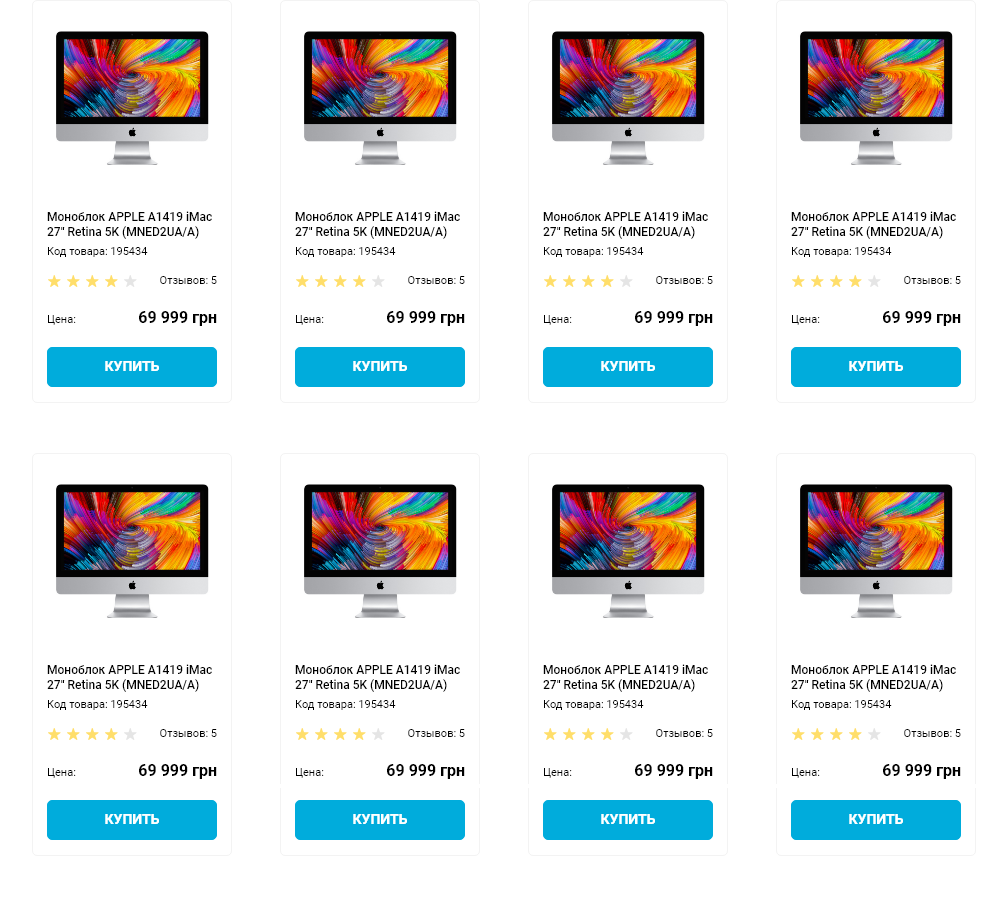 Моноблок APPLE A1419 iMac
27" Retina 5K (MNED2UA/A)
Код товара: 195434
Отзывов: 5
Цена: 69 999 грн
КУПИТЬ
Моноблок APPLE A1419 iMac
27" Retina 5K (MNED2UA/A)
Код товара: 195434
Отзывов: 5
Цена: 69 999 грн
КУПИТЬ
Моноблок APPLE A1419 iMac
27" Retina 5K (MNED2UA/A)
Код товара: 195434
Отзывов: 5
Цена: 69 999 грн
КУПИТЬ
Моноблок APPLE A1419 iMac
27" Retina 5K (MNED2UA/A)
Код товара: 195434
Отзывов: 5
Цена: 69 999 грн
КУПИТЬ
Моноблок APPLE A1419 iMac
27" Retina 5K (MNED2UA/A)
Код товара: 195434
Отзывов: 5
Цена: 69 999 грн
КУПИТЬ
Моноблок APPLE A1419 iMac
27" Retina 5K (MNED2UA/A)
Код товара: 195434
Отзывов: 5
Цена: 69 999 грн
КУПИТЬ
Моноблок APPLE A1419 iMac
27" Retina 5K (MNED2UA/A)
Код товара: 195434
Отзывов: 5
Цена: 69 999 грн
КУПИТЬ
Моноблок APPLE A1419 iMac
27" Retina 5K (MNED2UA/A)
Код товара: 195434
Отзывов: 5
Цена: 69 999 грн
КУПИТЬ